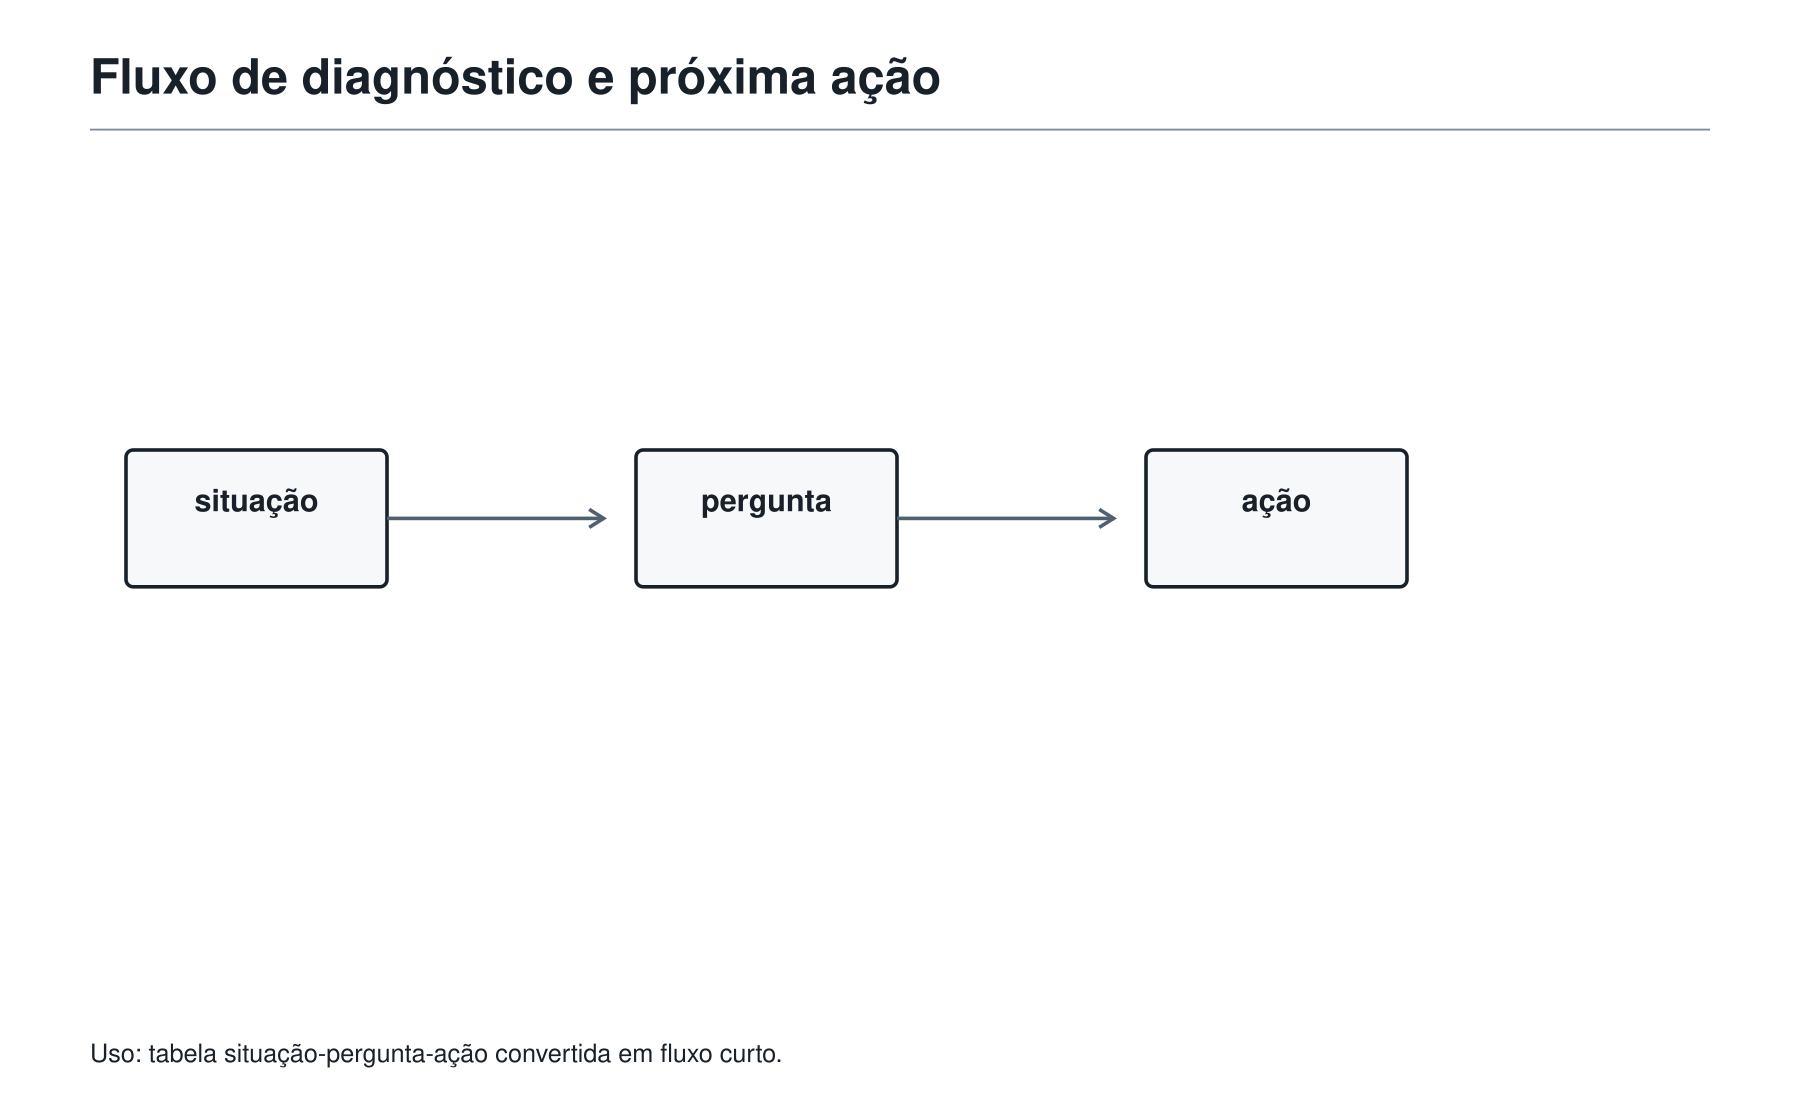 Fluxo de diagnóstico e próxima ação
situação
pergunta
ação
Uso: tabela situação-pergunta-ação convertida em fluxo curto.